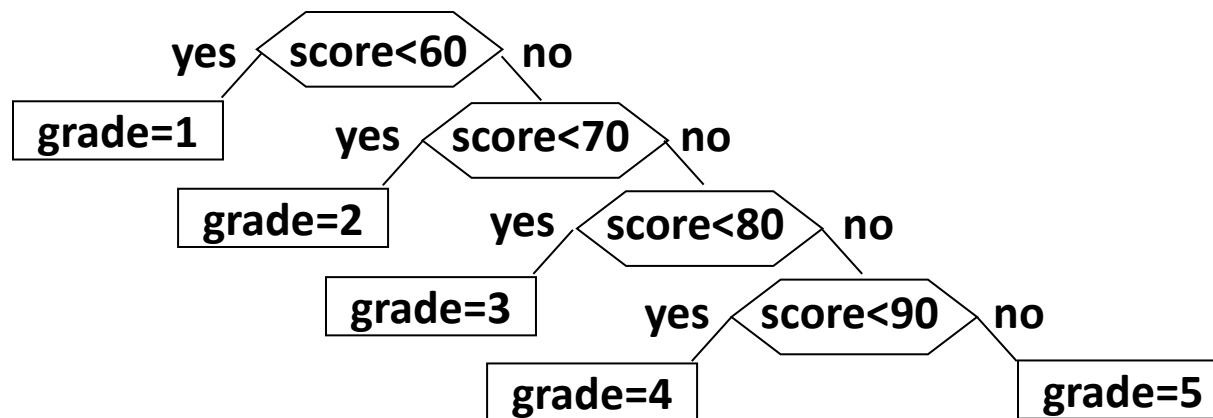 yes score<60 no
grade=1 yes score<70 no
grade=2 yes score<80 no
grade=3 yes score<90 no
grade=4 grade=5